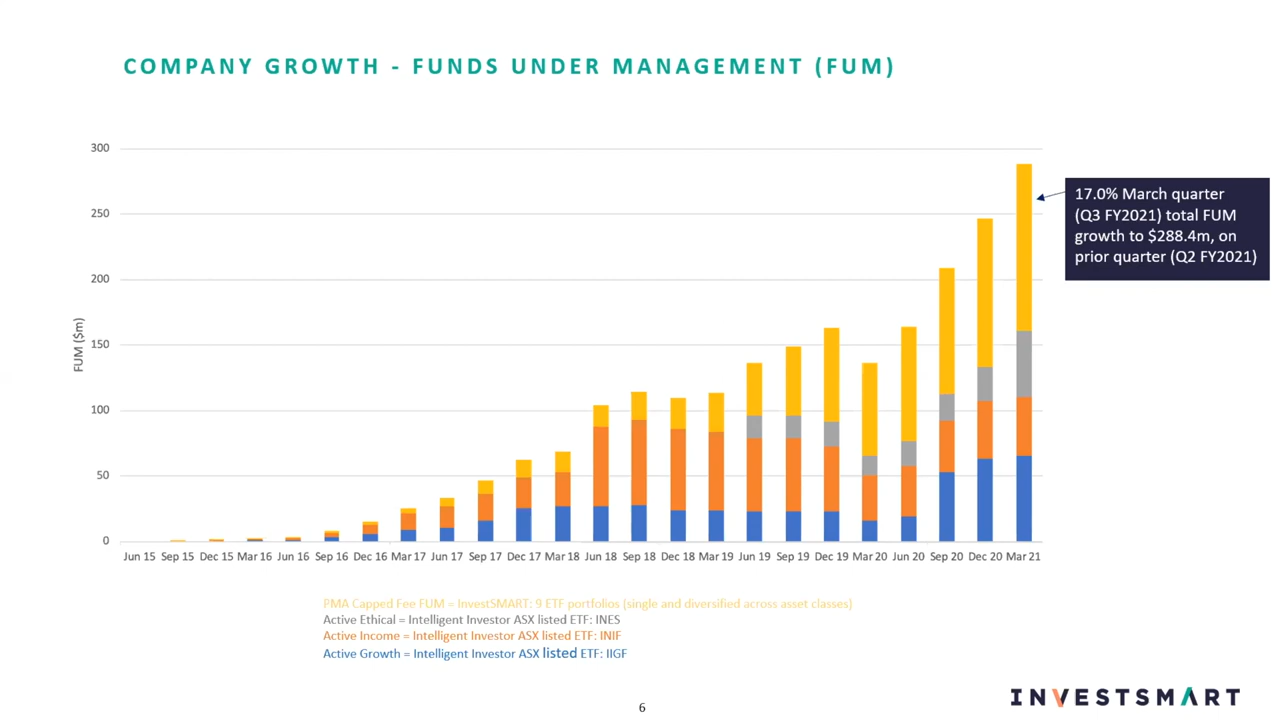 COMPANY GROWTH - FUNDS UNDER MANAGEMENT (FUM)
300
250
200
150
100
50
0
FUM ($m)
Jun 15 Sep 15 Dec 15 Mar 16 Jun 16 Sep 16 Dec 16 Mar 17 Jun 17 Sep 17 Dec 17 Mar 18 Jun 18 Sep 18 Dec 18 Mar 19 Jun 19 Sep 19 Dec 19 Mar 20 Jun 20 Sep 20 Dec 20 Mar 21
17.0% March quarter
(Q3 FY2021) total FUM
growth to $288.4m, on
prior quarter (Q2 FY2021)
PMA Capped Fee FUM = InvestSMART: 9 ETF portfolios (single and diversified across asset classes)
Active Ethical = Intelligent Investor ASX listed ETF: INES
Active Income = Intelligent Investor ASX listed ETF: INIF
Active Growth = Intelligent Investor ASX listed ETF: IIGF
6
INVESTSMART